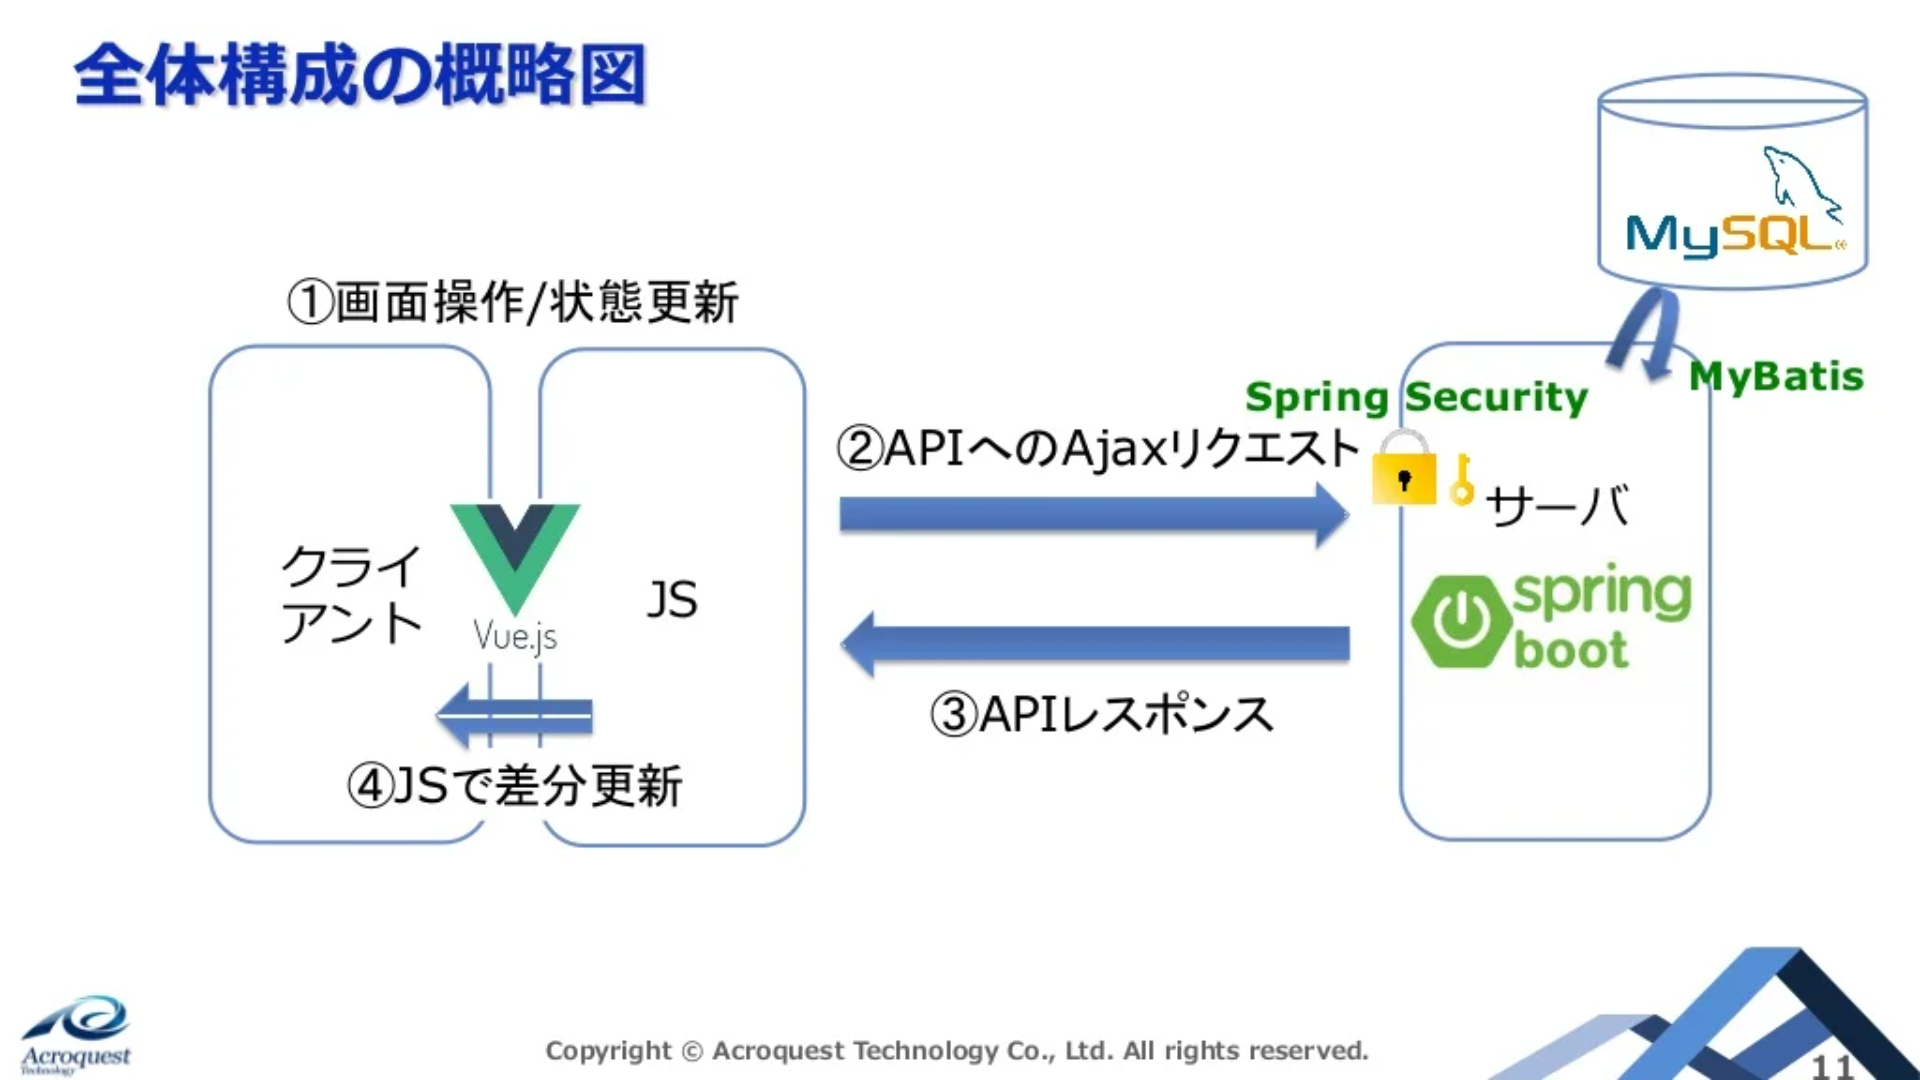 全体構成の概略図
MySQL
①画面操作/状態更新
MyBatis
Spring Security
②APIへのAjaxリクエスト
サーバ
クライ
アント
Vue.js
JS
spring
boot
③APIレスポンス
④JSで差分更新
Acroquest
Technology
Copyright © Acroquest Technology Co., Ltd. All rights reserved.
11